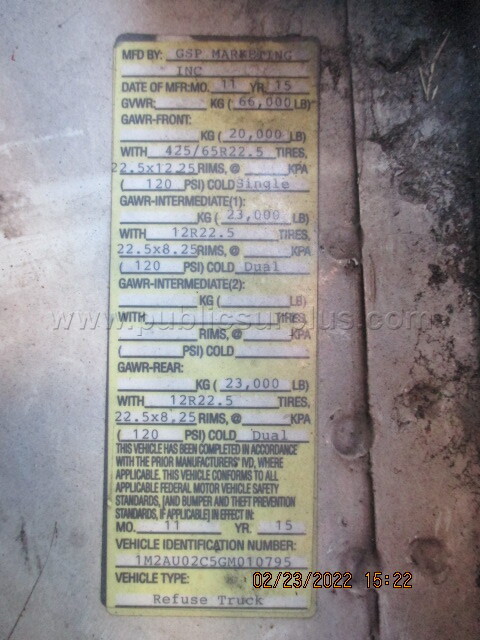 MFD BY: GSP MARKETING
INC
DATE OF MFR: MO. 11 YR. 15
GVWR: KG ( 66,000 LB)
GAWR-FRONT:
KG ( 20,000 LB)
WITH 425/65R22.5 TIRES,
22.5x12.25 RIMS, @ KPA
( 120 PSI) COLD Single
GAWR-INTERMEDIATE(1):
KG ( 23,000 LB)
WITH 12R22.5 TIRES,
22.5x8.25 RIMS, @ KPA
( 120 PSI) COLD Dual
GAWR-INTERMEDIATE(2):
KG ( LB)
www.publicsurplus.com
WITH TIRES,
RIMS, @ KPA
( PSI) COLD
GAWR-REAR:
KG ( 23,000 LB)
WITH 12R22.5 TIRES,
22.5x8.25 RIMS, @ KPA
( 120 PSI) COLD Dual
THIS VEHICLE HAS BEEN COMPLETED IN ACCORDANCE
WITH THE PRIOR MANUFACTURERS' IVD, WHERE
APPLICABLE. THIS VEHICLE CONFORMS TO ALL
APPLICABLE FEDERAL MOTOR VEHICLE SAFETY
STANDARDS, [AND BUMPER AND THEFT PREVENTION
STANDARDS, IF APPLICABLE] IN EFFECT IN:
MO. 11 YR. 15
VEHICLE IDENTIFICATION NUMBER:
1M2AU02C5GM010795
VEHICLE TYPE:
Refuse Truck
02/23/2022 15:22